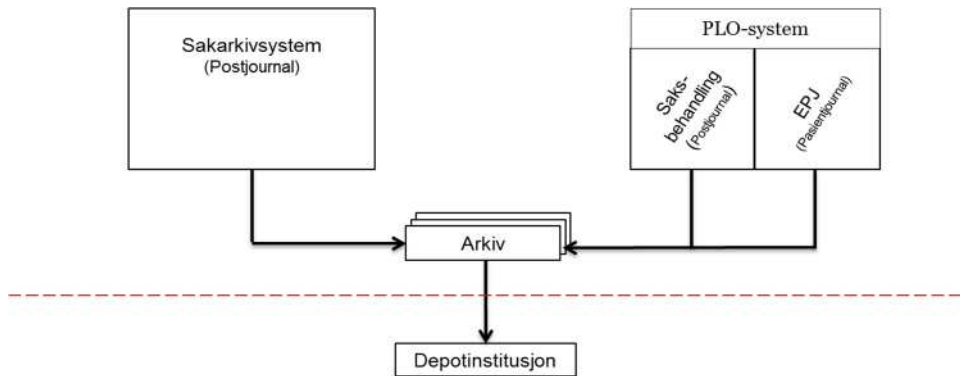 Sakarkivsystem
(Postjournal)
PLO-system
Saks-
behandling
(Postjournal)
EPJ
(Pasientjournal)
Arkiv
Depotinstitusjon